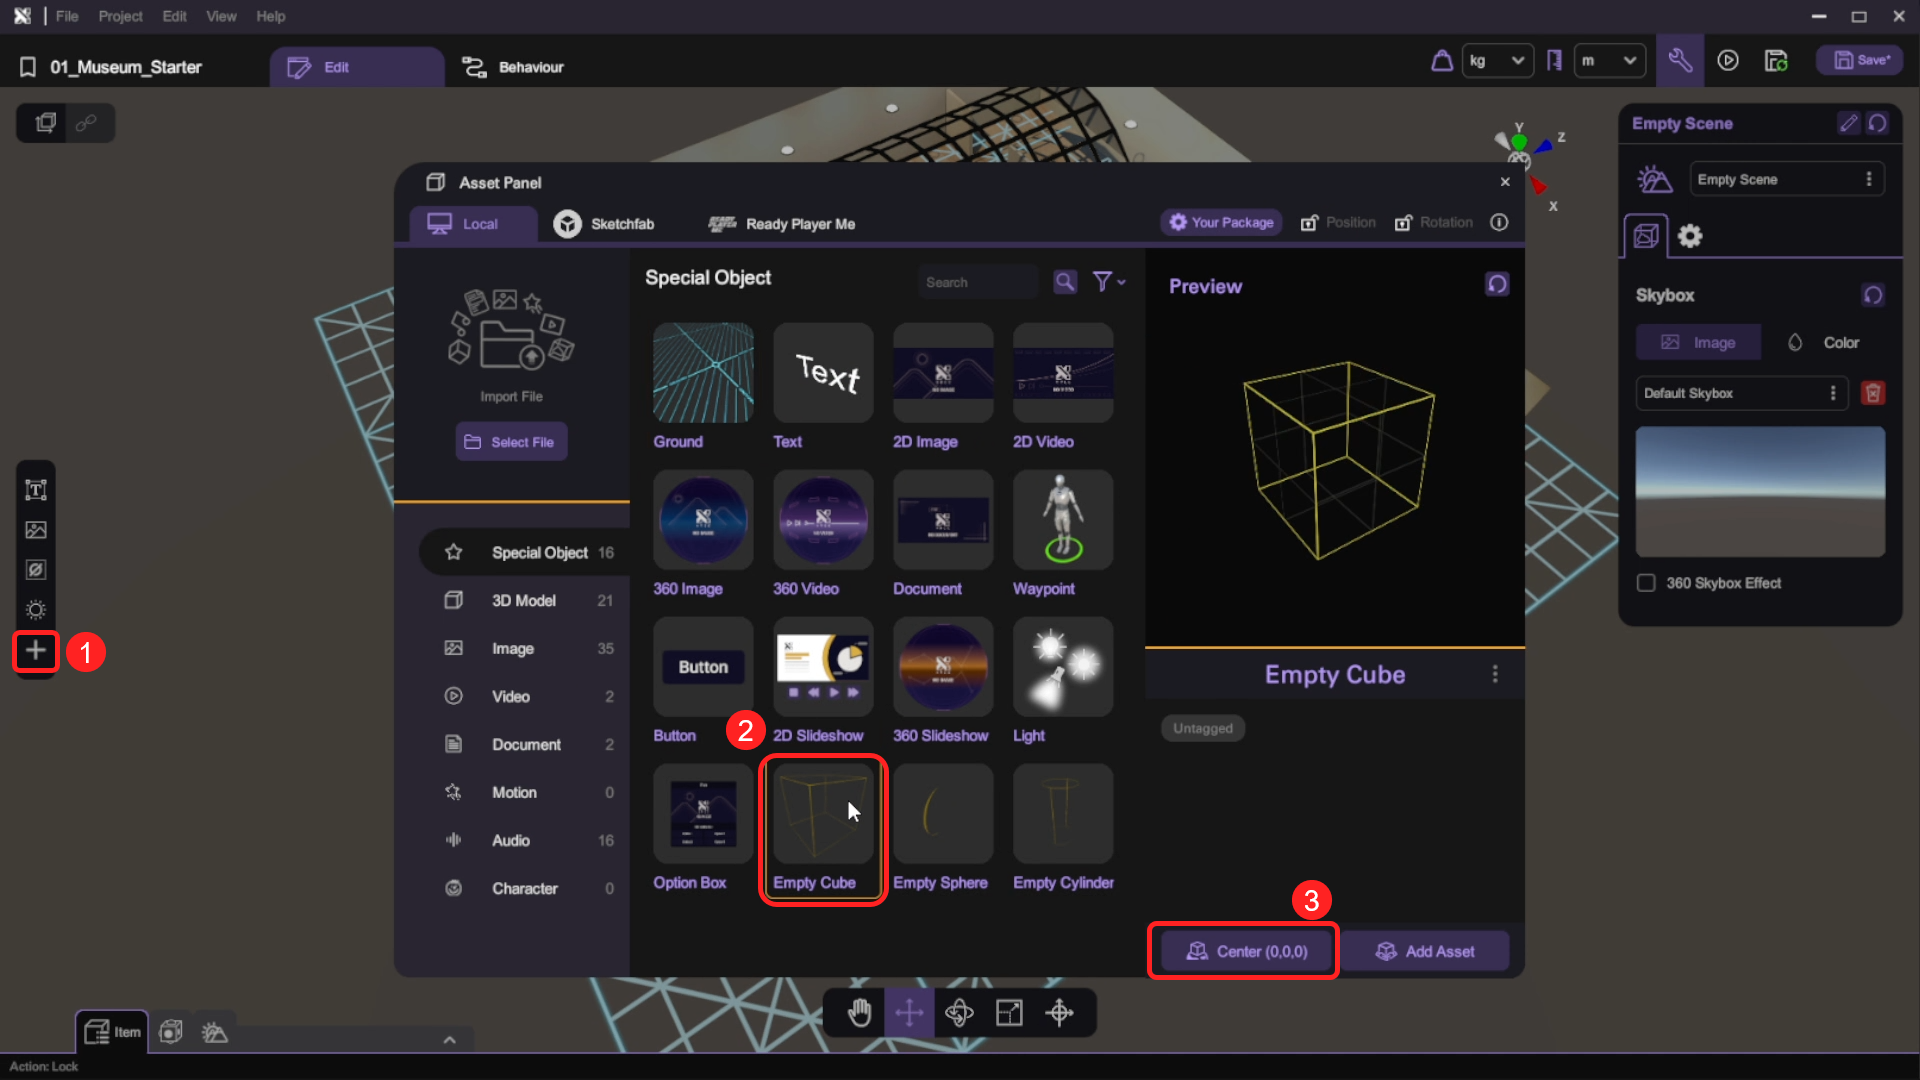 File Project Edit View Help
01_Museum_Starter
Edit
Behaviour
kg
m
Save*
Empty Scene
Empty Scene
Y
Z
X
Asset Panel
Local
Sketchfab
READY PLAYER ME
Ready Player Me
Your Package
Position
Rotation
Special Object
Search
Preview
Import File
Select File
Text
Ground
Text
2D Image
2D Video
360 Image
360 Video
Document
Waypoint
Button
Button
2D Slideshow
360 Slideshow
Light
Option Box
Empty Cube
Empty Sphere
Empty Cylinder
Special Object 16
3D Model 21
Image 35
Video 2
Document 2
Motion 0
Audio 16
Character 0
Empty Cube
Untagged
Center (0,0,0)
Add Asset
Skybox
Image
Color
Default Skybox
360 Skybox Effect
1
2
3
Item
Action: Lock